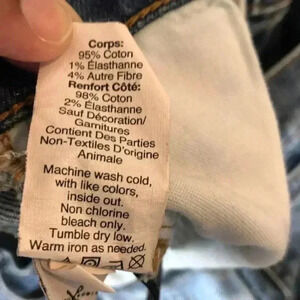 Corps:
95% Coton
1% Élasthanne
4% Autre Fibre
Renfort Côté:
98% Coton
2% Élasthanne
Sauf Décoration/
Garnitures
Contient Des Parties
Non-Textiles D'origine
Animale
Machine wash cold,
with like colors,
inside out.
Non chlorine
bleach only.
Tumble dry low.
Warm iron as needed.